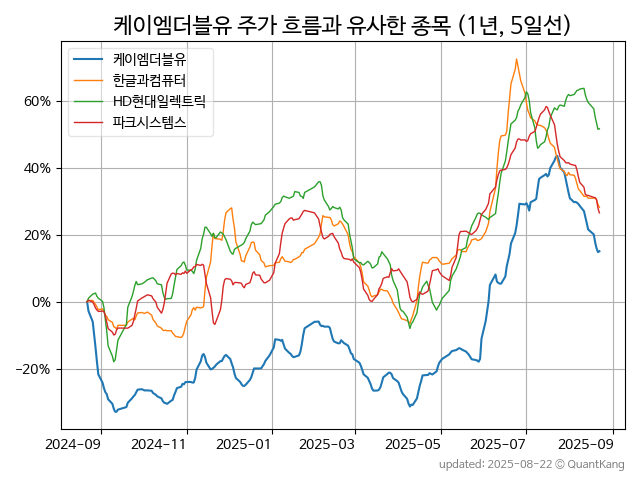 케이엠더블유 주가 흐름과 유사한 종목 (1년, 5일선)
케이엠더블유
한글과컴퓨터
HD현대일렉트릭
파크시스템스
60%
40%
20%
0%
−20%
2024−09
2024−11
2025−01
2025−03
2025−05
2025−07
2025−09
updated: 2025−08−22 © QuantKang